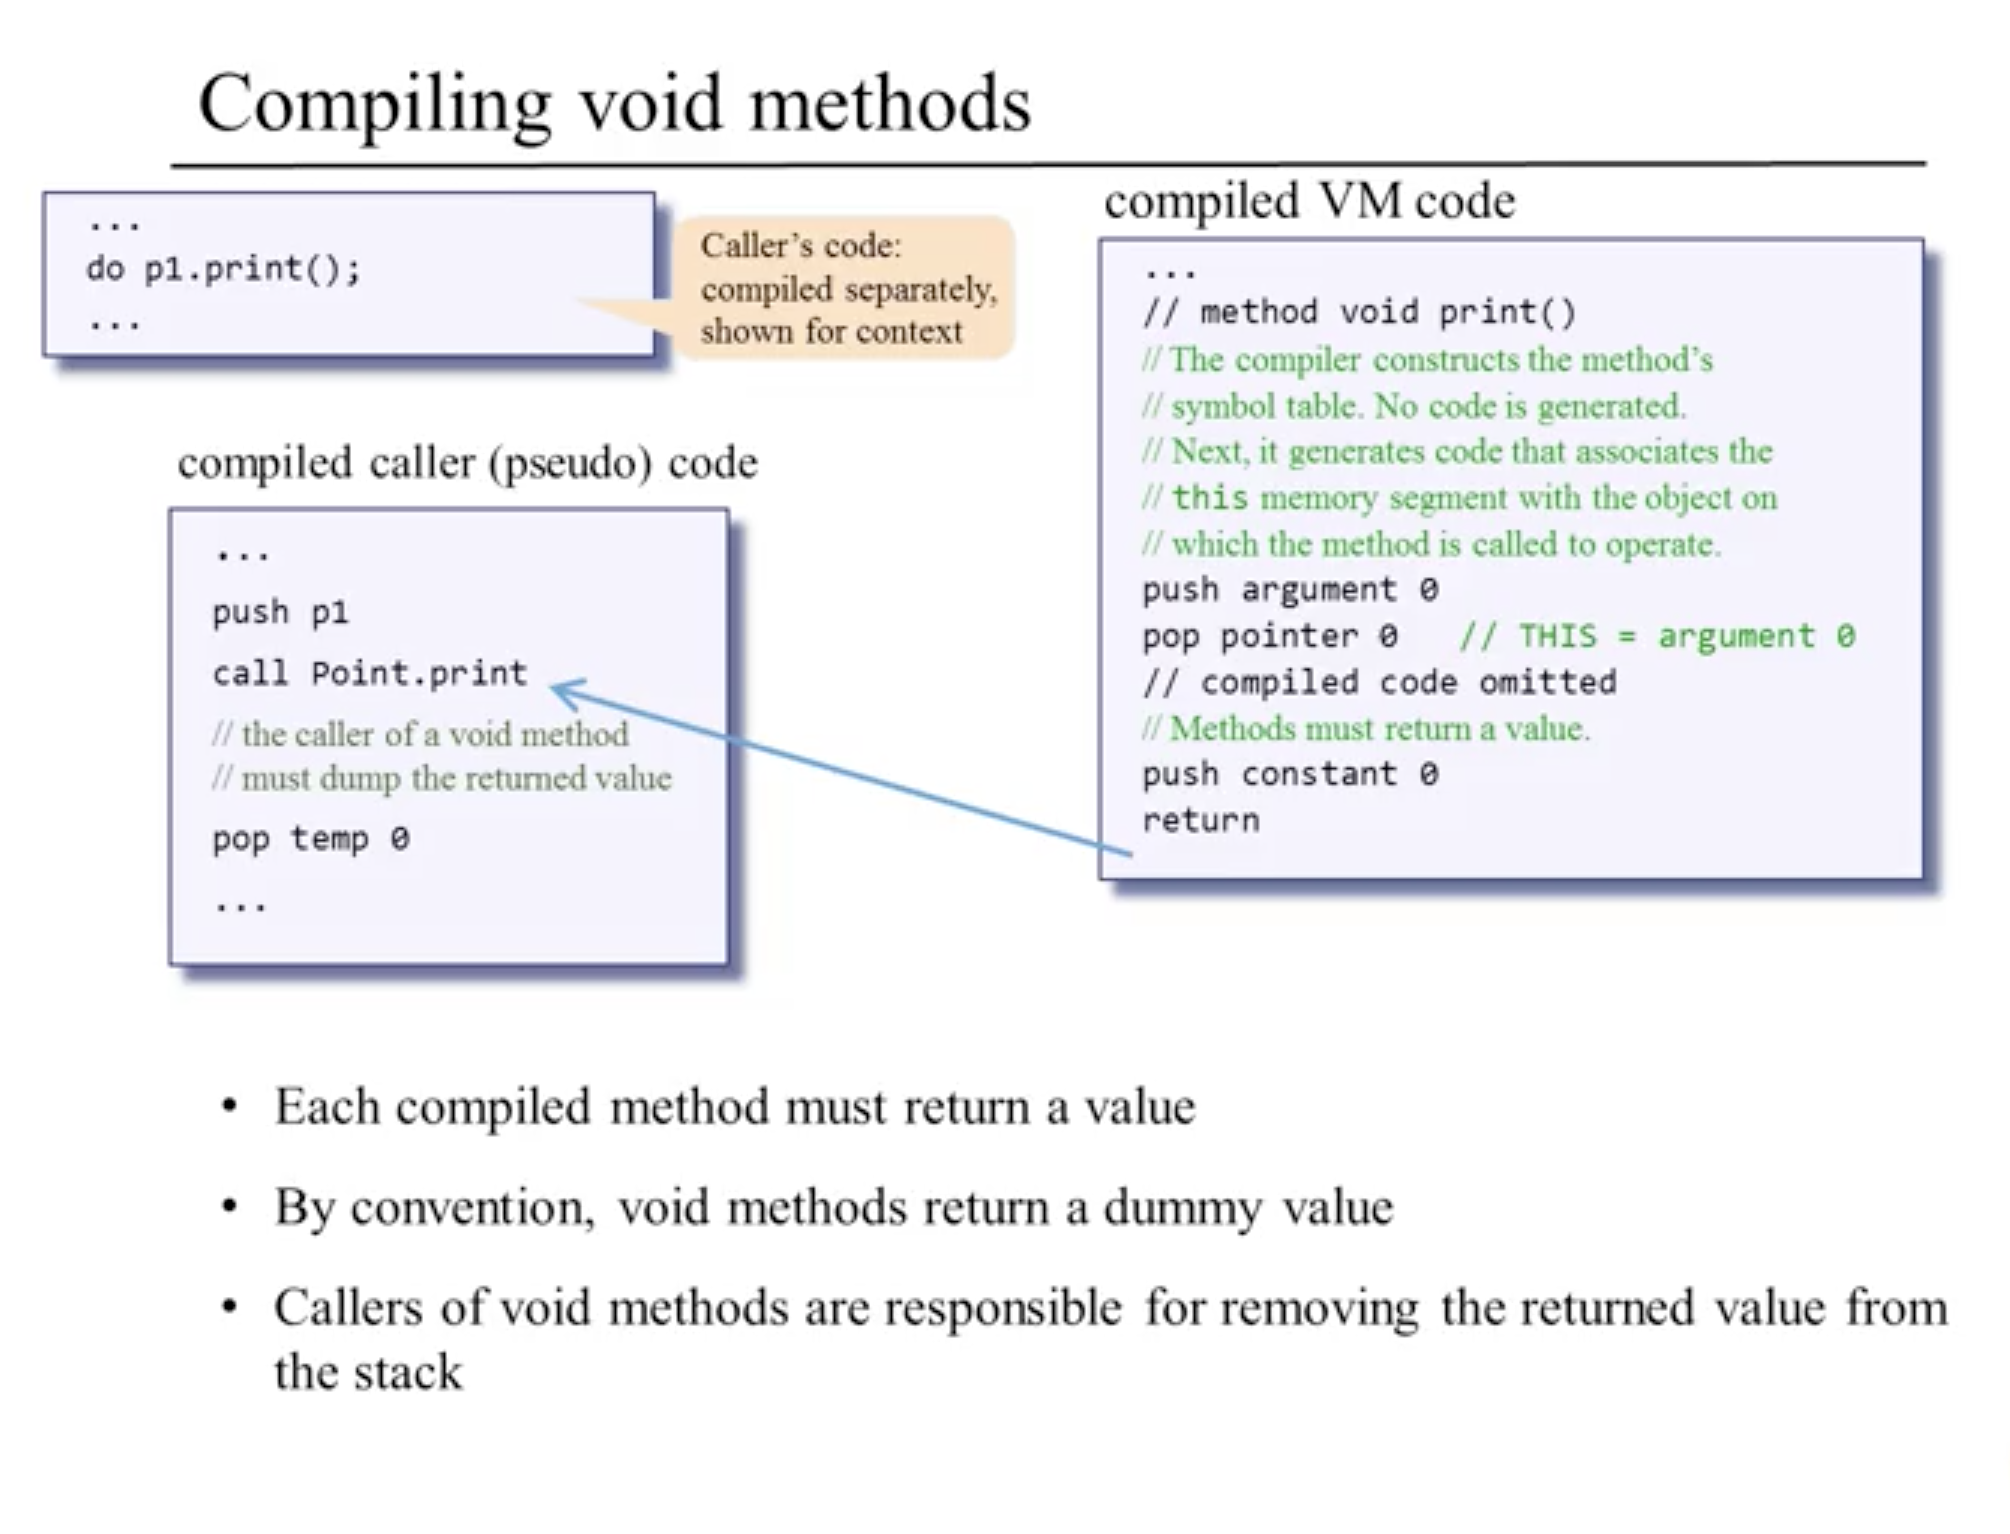 Compiling void methods
...
do p1.print();
...
Caller’s code:
compiled separately,
shown for context
compiled caller (pseudo) code
...
push p1
call Point.print
// the caller of a void method
// must dump the returned value
pop temp 0
...
compiled VM code
...
// method void print()
// The compiler constructs the method’s
// symbol table. No code is generated.
// Next, it generates code that associates the
// this memory segment with the object on
// which the method is called to operate.
push argument 0
pop pointer 0 // THIS = argument 0
// compiled code omitted
// Methods must return a value.
push constant 0
return
• Each compiled method must return a value
• By convention, void methods return a dummy value
• Callers of void methods are responsible for removing the returned value from
the stack